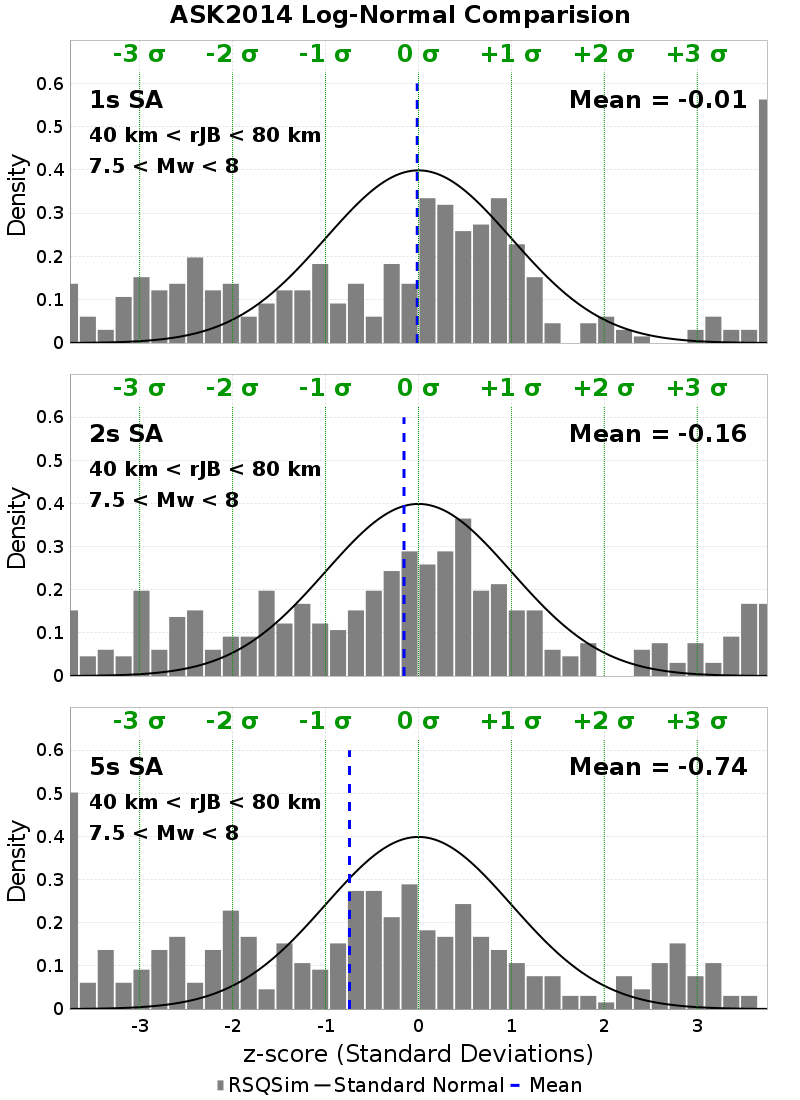 ASK2014 Log-Normal Comparision
-3 σ -2 σ -1 σ 0 σ +1 σ +2 σ +3 σ
1s SA Mean = -0.01
40 km < rJB < 80 km
7.5 < Mw < 8
0.6
0.5
0.4
0.3
0.2
0.1
0
Density
-3 σ -2 σ -1 σ 0 σ +1 σ +2 σ +3 σ
2s SA Mean = -0.16
40 km < rJB < 80 km
7.5 < Mw < 8
0.6
0.5
0.4
0.3
0.2
0.1
0
Density
-3 σ -2 σ -1 σ 0 σ +1 σ +2 σ +3 σ
5s SA Mean = -0.74
40 km < rJB < 80 km
7.5 < Mw < 8
0.6
0.5
0.4
0.3
0.2
0.1
0
Density
-3 -2 -1 0 1 2 3
z-score (Standard Deviations)
RSQSim Standard Normal Mean